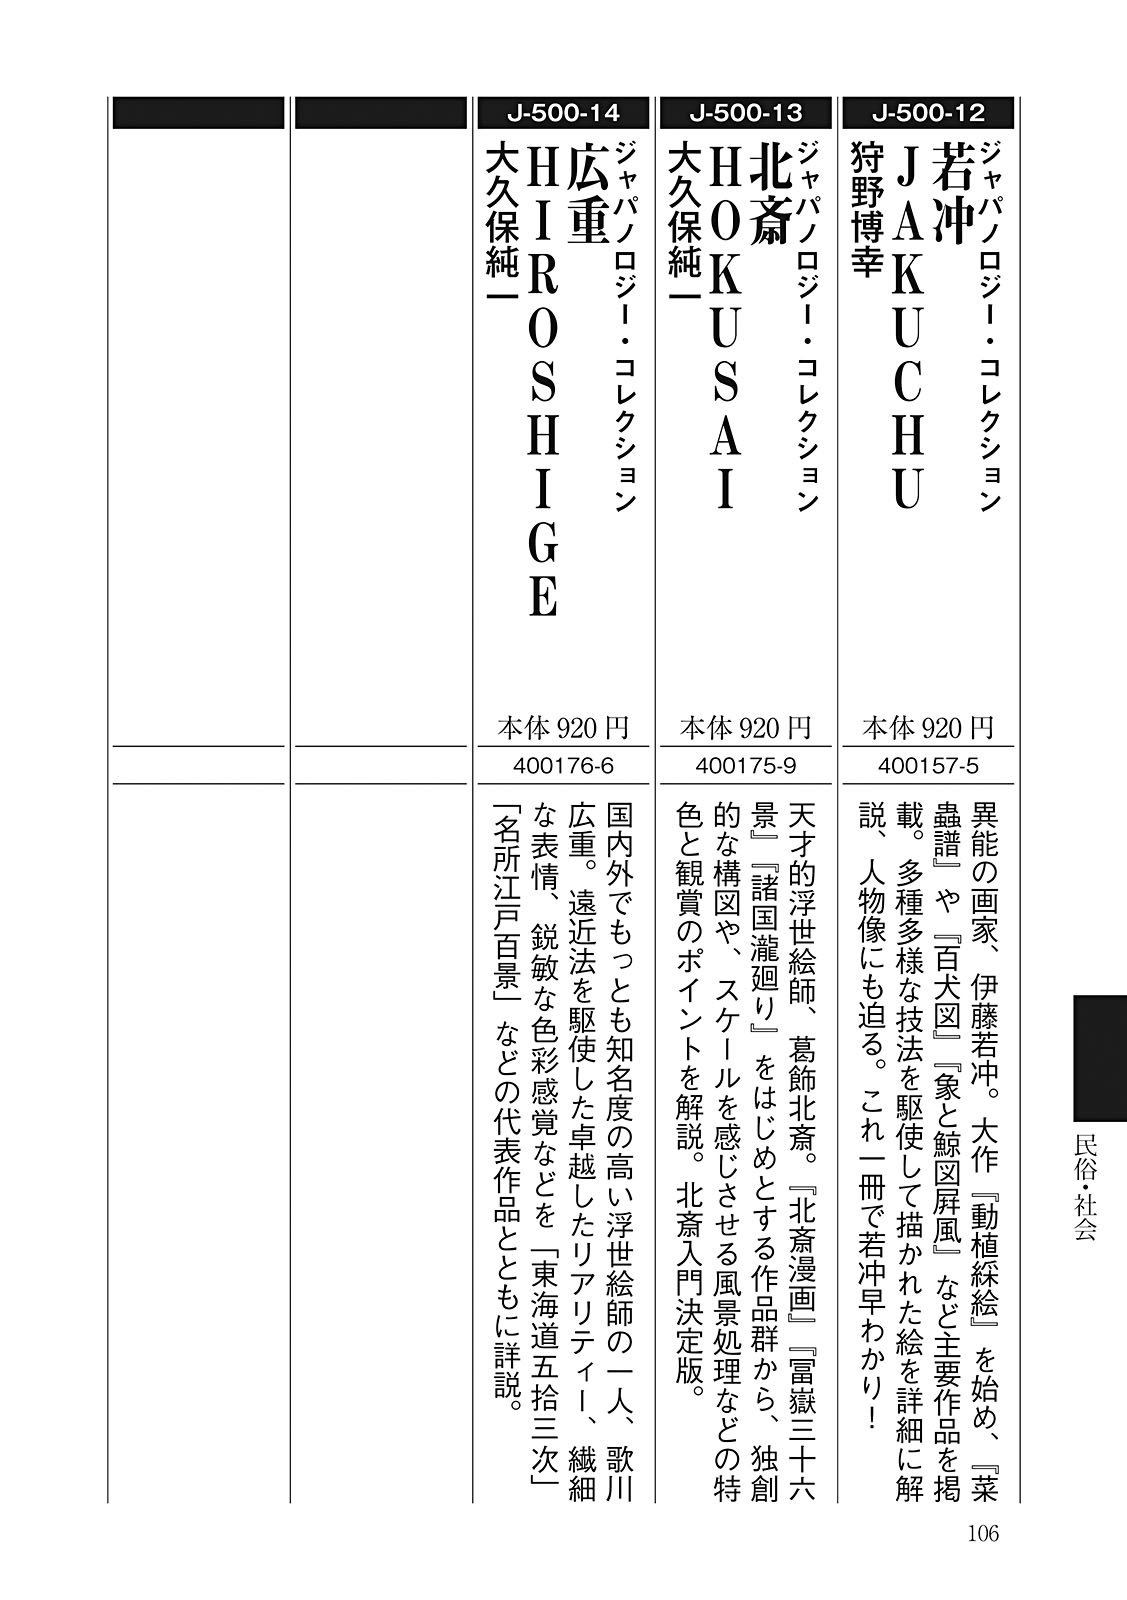 J-500-12
ジャパノロジー・コレクション
若冲
JAKUCHU
狩野博幸
本体920円
400157-5
異能の画家、伊藤若冲。大作『動植綵絵』を始め、『菜
蟲譜』や『百犬図』『象と鯨図屛風』など主要作品を掲
載。多種多様な技法を駆使して描かれた絵を詳細に解
説、人物像にも迫る。これ一冊で若冲早わかり！
J-500-13
ジャパノロジー・コレクション
北斎
HOKUSAI
大久保純一
本体920円
400175-9
天才的浮世絵師、葛飾北斎。『北斎漫画』『冨嶽三十六
景』『諸国瀧廻り』をはじめとする作品群から、独創
的な構図や、スケールを感じさせる風景処理などの特
色と観賞のポイントを解説。北斎入門決定版。
J-500-14
ジャパノロジー・コレクション
広重
HIROSHIGE
大久保純一
本体920円
400176-6
国内外でもっとも知名度の高い浮世絵師の一人、歌川
広重。遠近法を駆使した卓越したリアリティー、繊細
な表情、鋭敏な色彩感覚などを「東海道五拾三次」
「名所江戸百景」などの代表作品とともに詳説。
民俗・社会
106